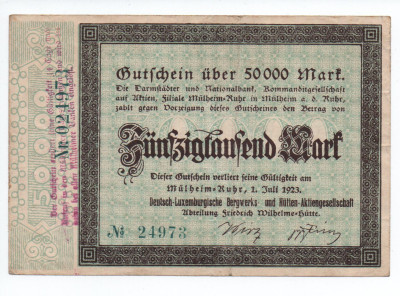 Gutschein über 50000 Mark.
Die Darmstädter und Nationalbank, Kommanditgesellschaft
auf Aktien, Filiale Mülheim-Ruhr in Mülheim a. d. Ruhr,
zahlt gegen Vorzeigung dieses Gutscheines den Betrag von
Fünfzigtausend Mark
Dieser Gutschein verliert seine Gültigkeit am
Mülheim-Ruhr, 1. Juli 1923.
Deutsch-Luxemburgische Bergwerks- und Hütten-Aktiengesellschaft
Abteilung Friedrich Wilhelms-Hütte.
№ 24973
Nr. 024973
50000